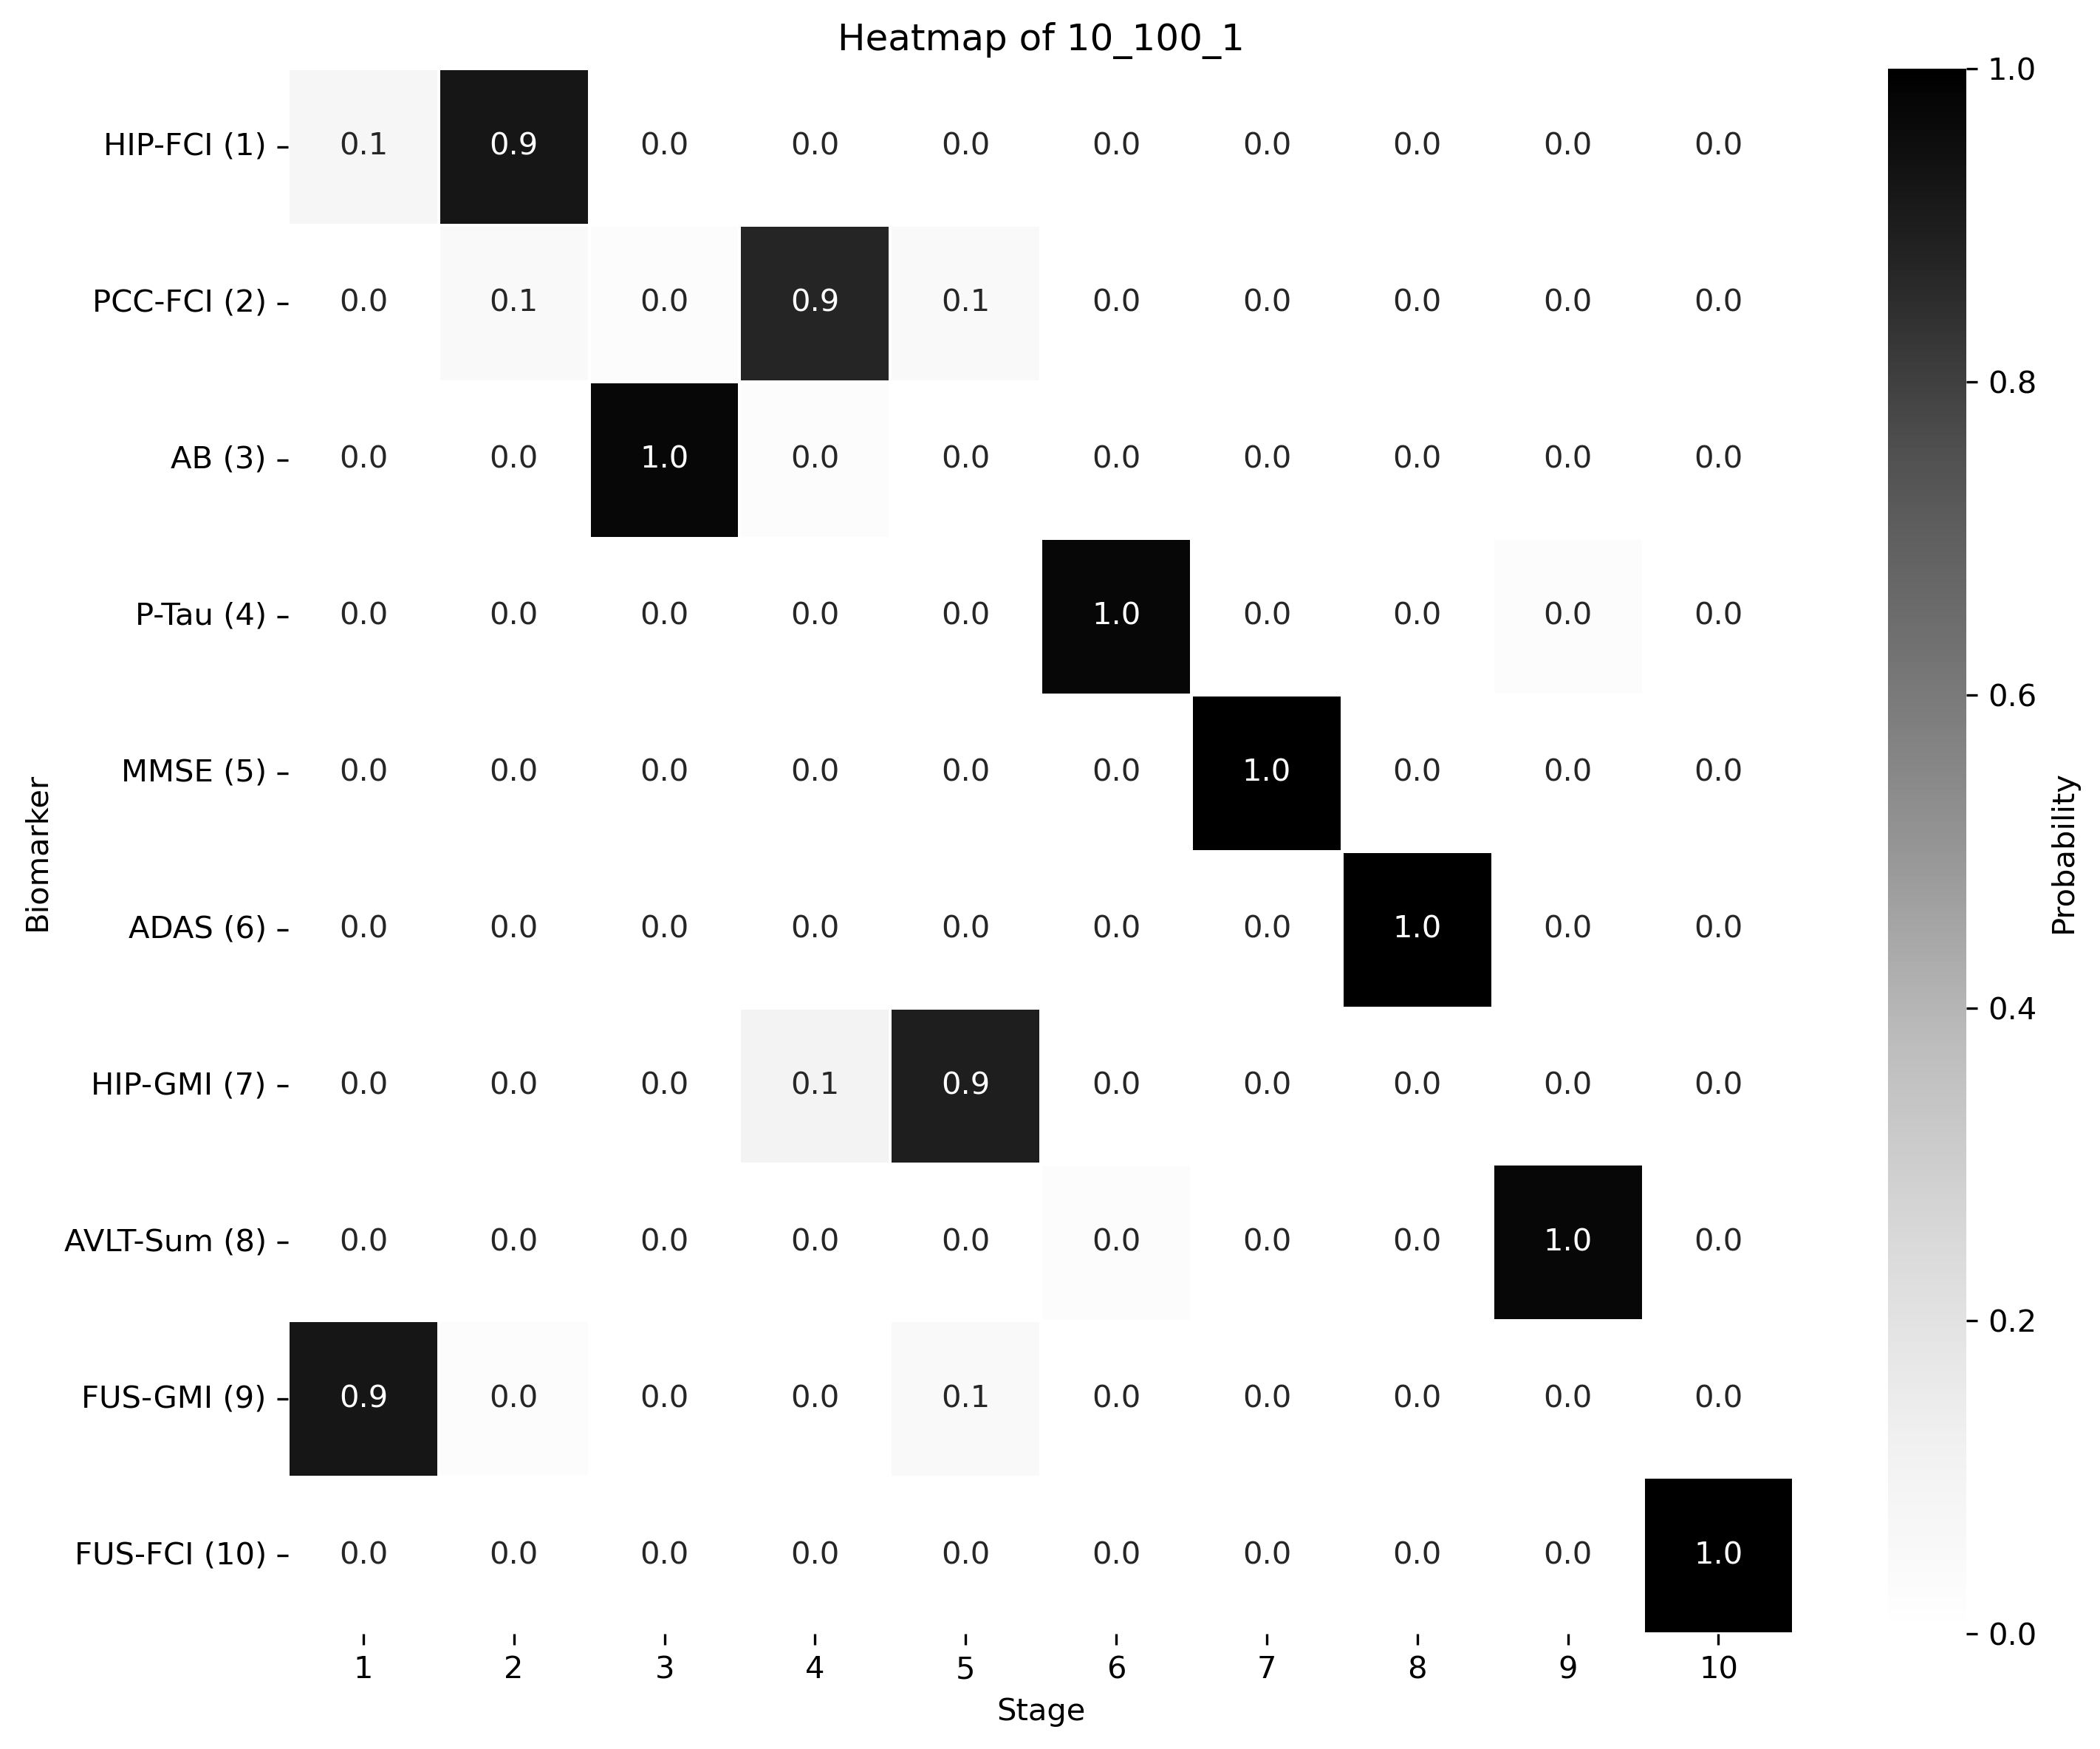 Heatmap of 10_100_1
HIP-FCI (1) 0.1 0.9 0.0 0.0 0.0 0.0 0.0 0.0 0.0 0.0
PCC-FCI (2) 0.0 0.1 0.0 0.9 0.1 0.0 0.0 0.0 0.0 0.0
AB (3) 0.0 0.0 1.0 0.0 0.0 0.0 0.0 0.0 0.0 0.0
P-Tau (4) 0.0 0.0 0.0 0.0 0.0 1.0 0.0 0.0 0.0 0.0
MMSE (5) 0.0 0.0 0.0 0.0 0.0 0.0 1.0 0.0 0.0 0.0
ADAS (6) 0.0 0.0 0.0 0.0 0.0 0.0 0.0 1.0 0.0 0.0
HIP-GMI (7) 0.0 0.0 0.0 0.1 0.9 0.0 0.0 0.0 0.0 0.0
AVLT-Sum (8) 0.0 0.0 0.0 0.0 0.0 0.0 0.0 0.0 1.0 0.0
FUS-GMI (9) 0.9 0.0 0.0 0.0 0.1 0.0 0.0 0.0 0.0 0.0
FUS-FCI (10) 0.0 0.0 0.0 0.0 0.0 0.0 0.0 0.0 0.0 1.0
1 2 3 4 5 6 7 8 9 10
Stage
Biomarker
1.0
0.8
0.6
0.4
0.2
0.0
Probability